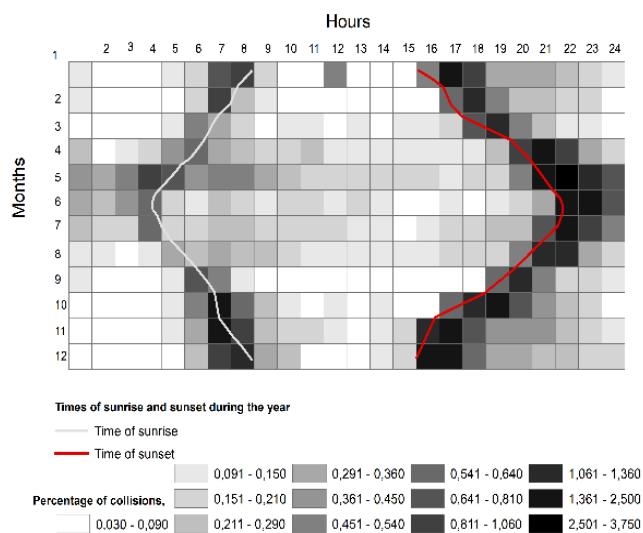 Hours
1 2 3 4 5 6 7 8 9 10 11 12 13 14 15 16 17 18 19 20 21 22 23 24
Months
2
3
4
5
6
7
8
9
10
11
12
Times of sunrise and sunset during the year
Time of sunrise
Time of sunset
0,091 - 0,150 0,291 - 0,360 0,541 - 0,640 1,061 - 1,360
Percentage of collisions, 0,151 - 0,210 0,361 - 0,450 0,641 - 0,810 1,361 - 2,500
0,030 - 0,090 0,211 - 0,290 0,451 - 0,540 0,811 - 1,060 2,501 - 3,750